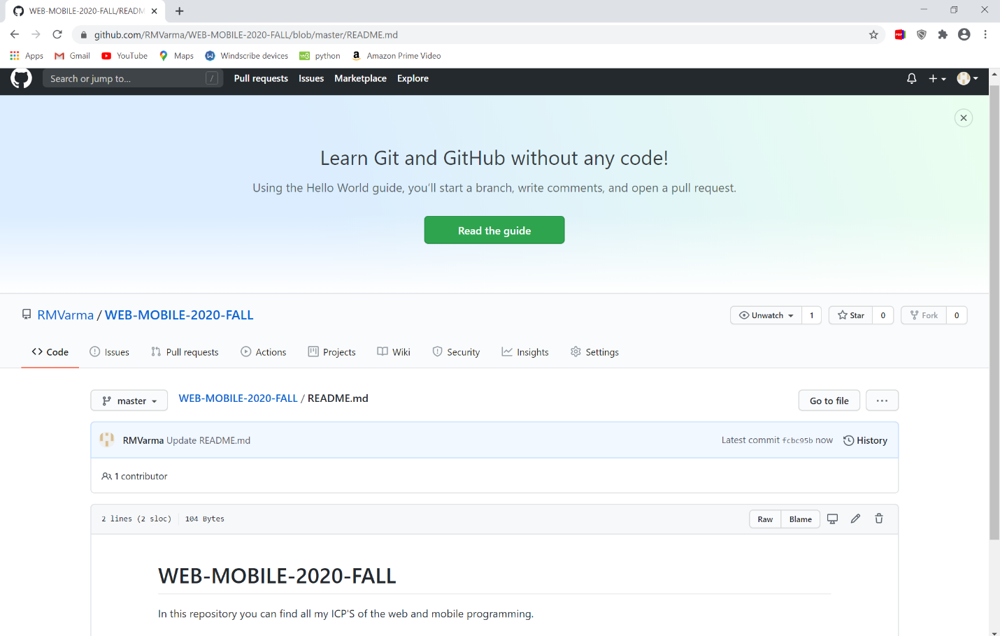 WEB-MOBILE-2020-FALL/READM
github.com/RMVarma/WEB-MOBILE-2020-FALL/blob/master/README.md
Apps Gmail YouTube Maps Windscribe devices python Amazon Prime Video
Search or jump to... / Pull requests Issues Marketplace Explore
Learn Git and GitHub without any code!
Using the Hello World guide, you'll start a branch, write comments, and open a pull request.
Read the guide
RMVarma / WEB-MOBILE-2020-FALL Unwatch 1 Star 0 Fork 0
Code Issues Pull requests Actions Projects Wiki Security Insights Settings
master WEB-MOBILE-2020-FALL / README.md Go to file ...
RMVarma Update README.md Latest commit fcbc95b now History
1 contributor
2 lines (2 sloc) 104 Bytes Raw Blame
WEB-MOBILE-2020-FALL
In this repository you can find all my ICP'S of the web and mobile programming.